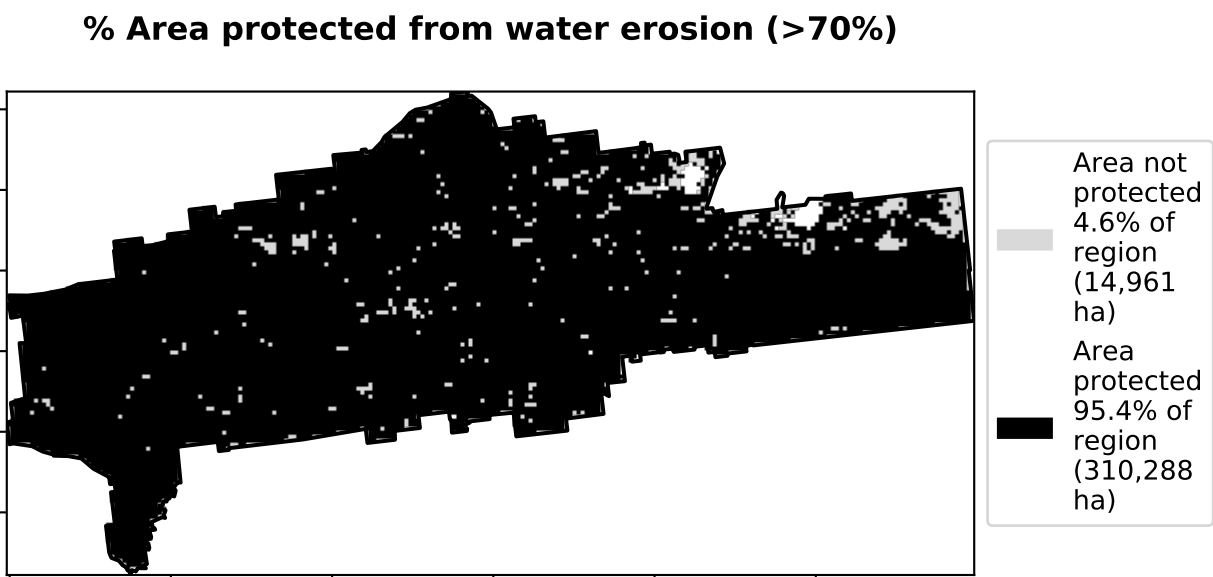 % Area protected from water erosion (>70%)
Area not
protected
4.6% of
region
(14,961
ha)
Area
protected
95.4% of
region
(310,288
ha)